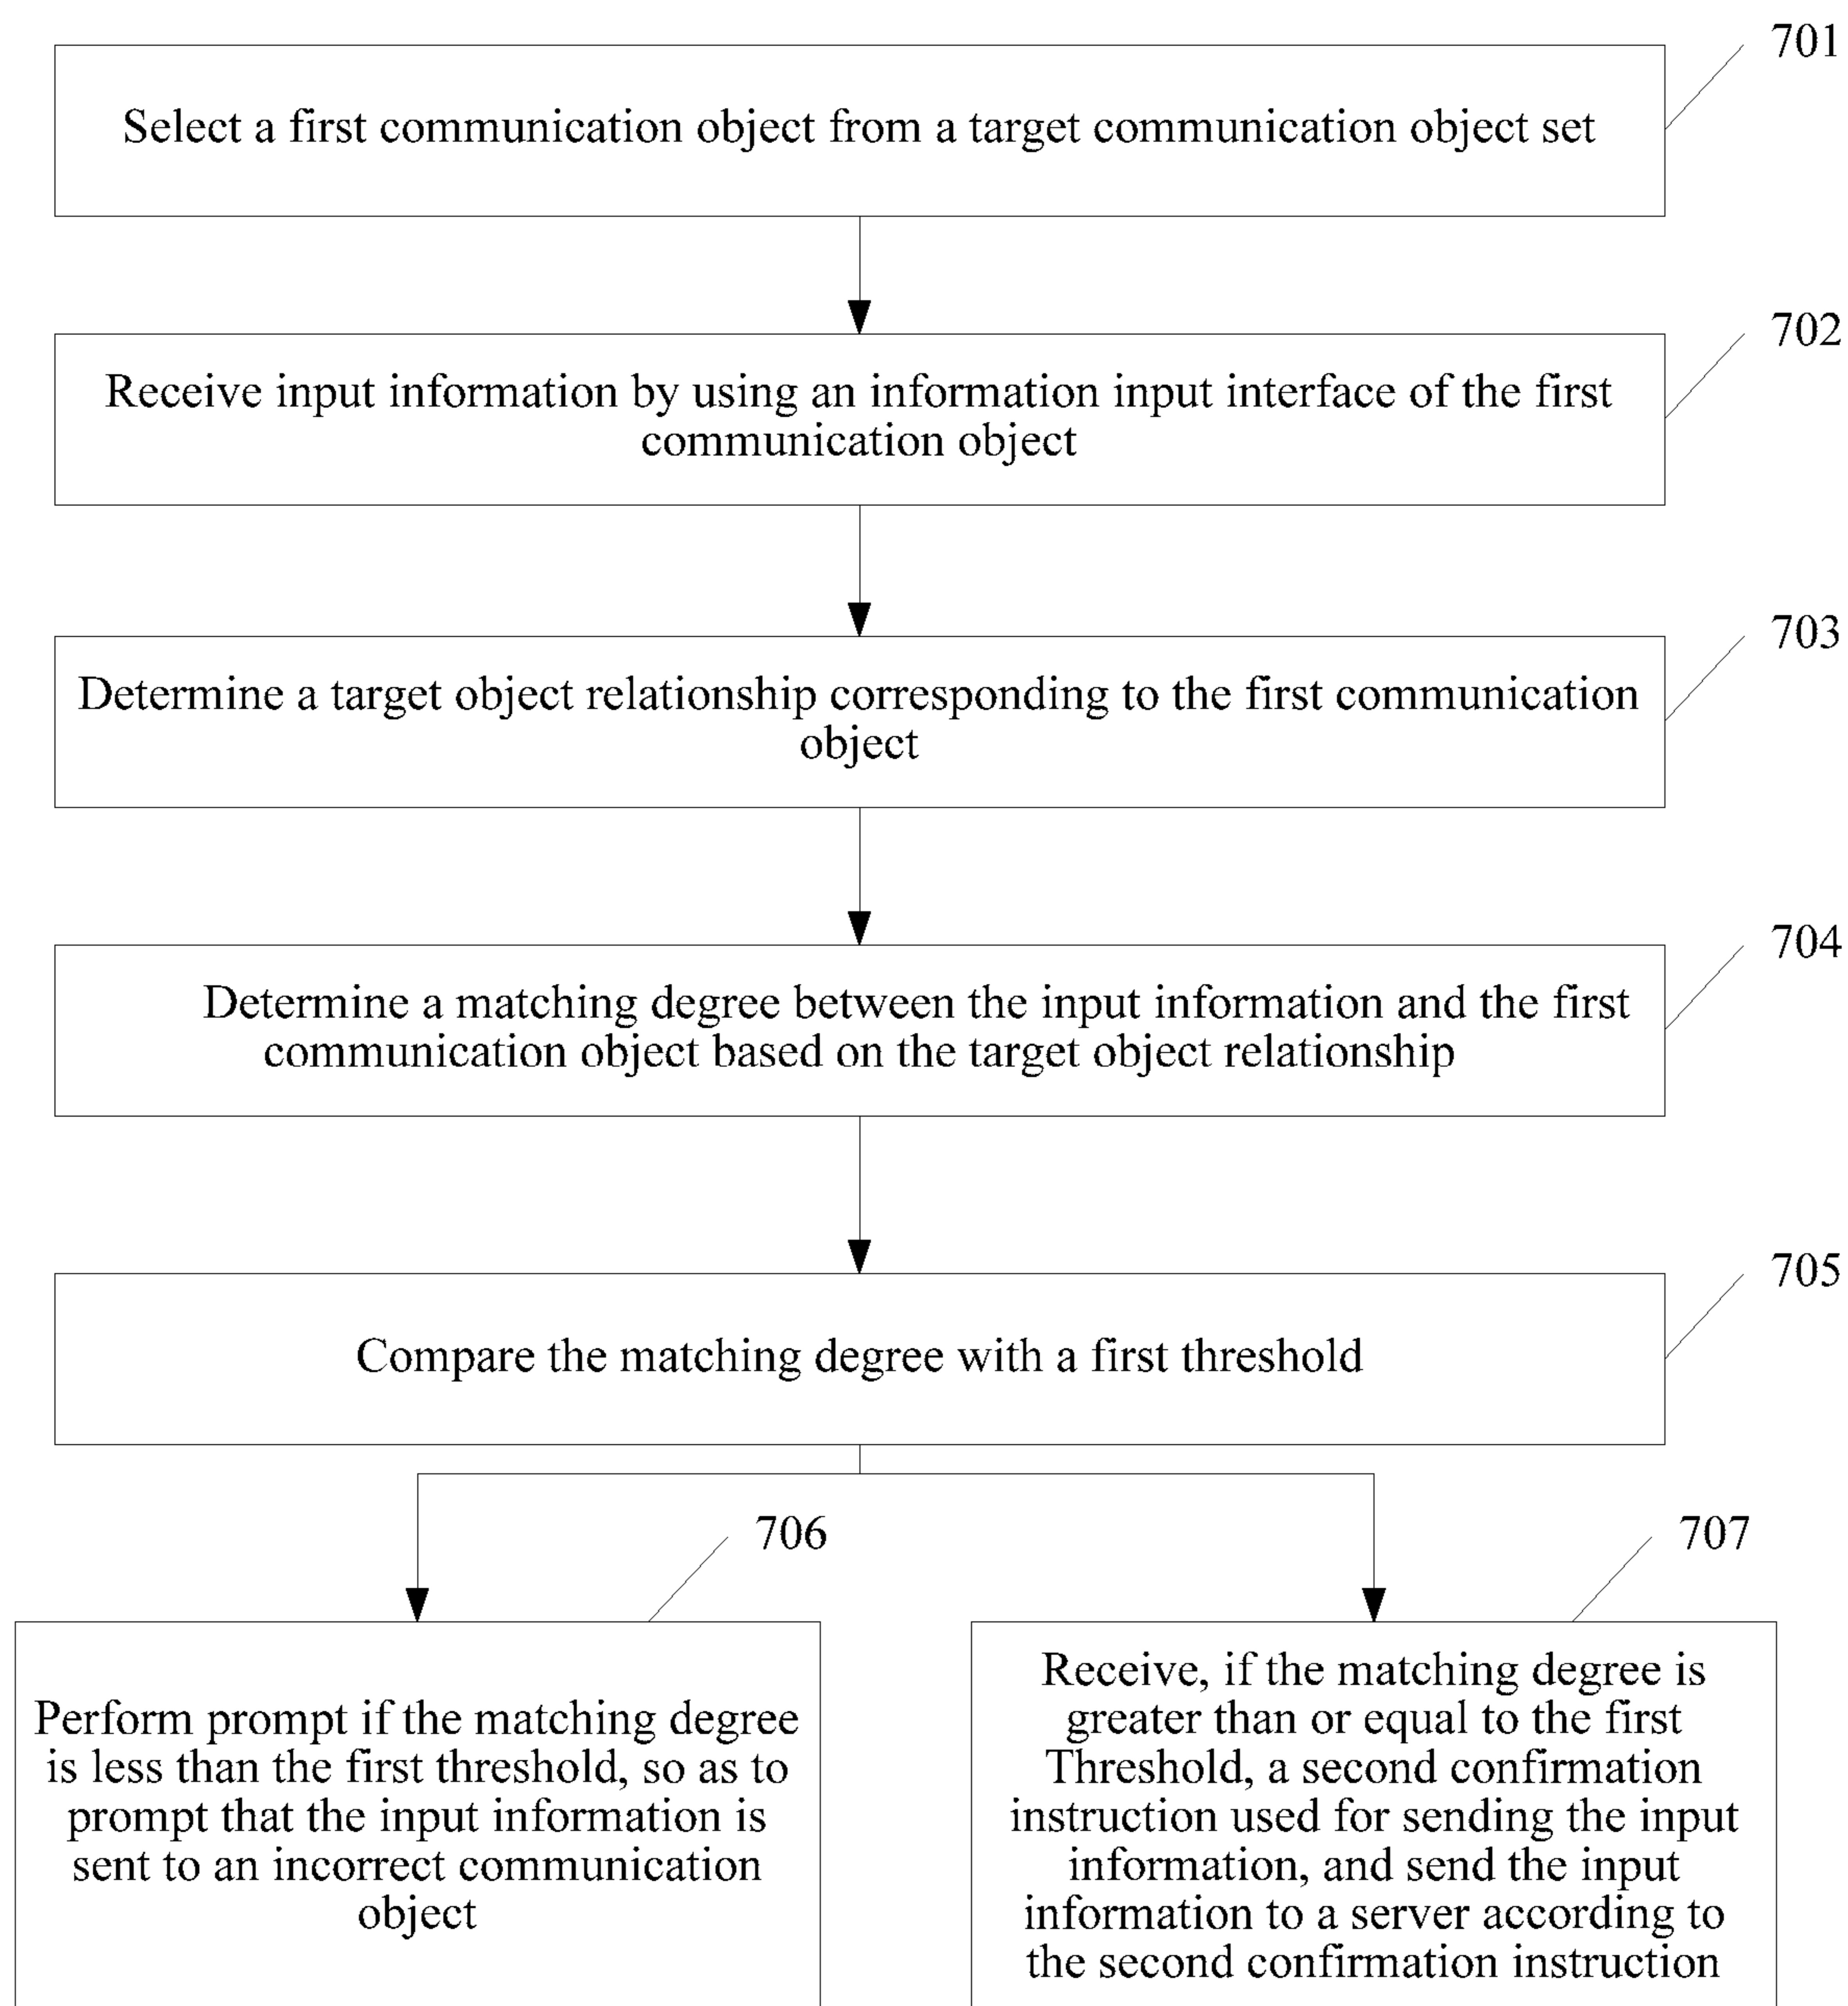 701
Select a first communication object from a target communication object set
702
Receive input information by using an information input interface of the first
communication object
703
Determine a target object relationship corresponding to the first communication
object
704
Determine a matching degree between the input information and the first
communication object based on the target object relationship
705
Compare the matching degree with a first threshold
706
Perform prompt if the matching degree
is less than the first threshold, so as to
prompt that the input information is
sent to an incorrect communication
object
707
Receive, if the matching degree is
greater than or equal to the first
Threshold, a second confirmation
instruction used for sending the input
information, and send the input
information to a server according to
the second confirmation instruction